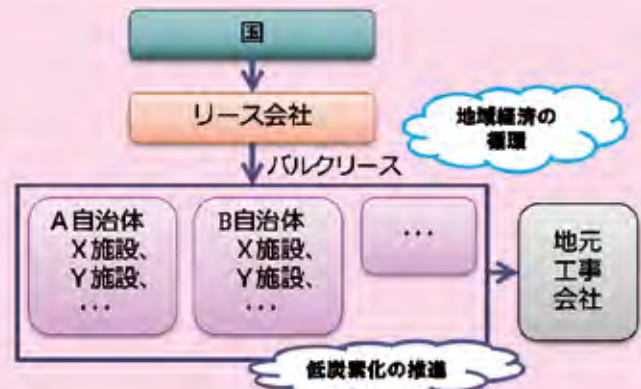 国
リース会社
地域経済の
循環
バルクリース
A自治体
X施設、
Y施設、
・・・
B自治体
X施設、
Y施設、
・・・
・・・
地元
工事
会社
低炭素化の推進